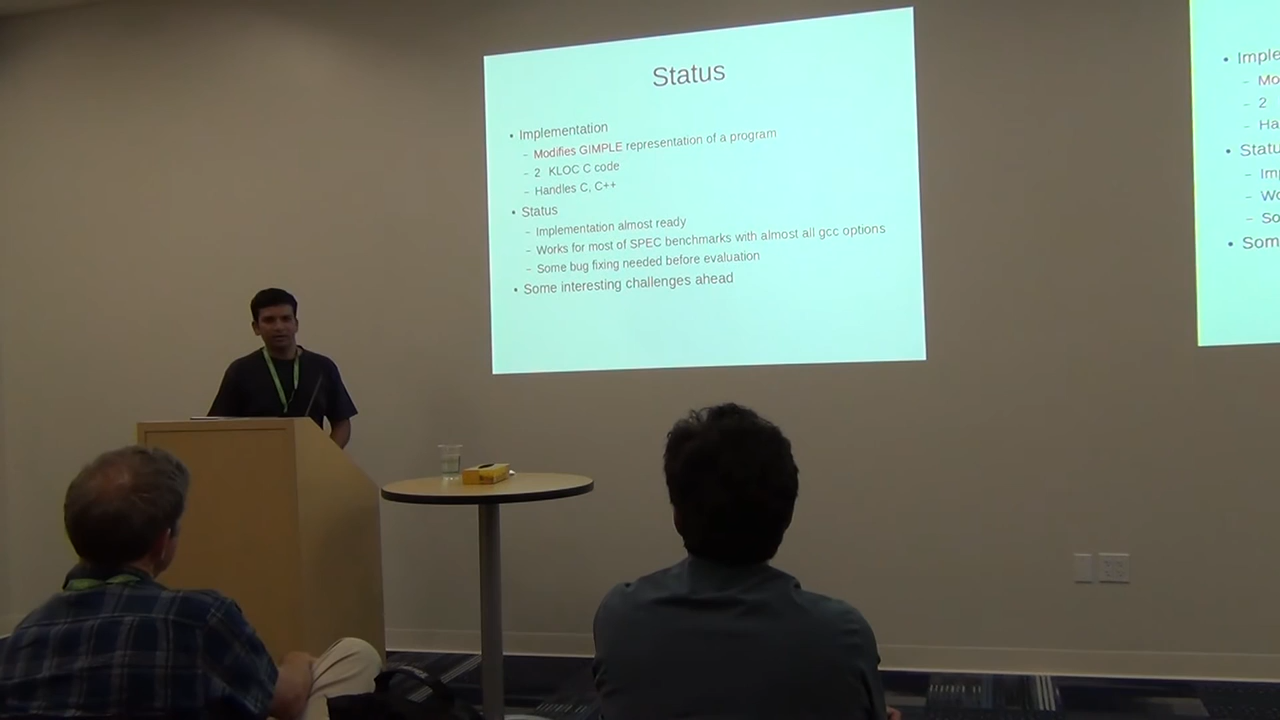 Status
• Implementation
– Modifies GIMPLE representation of a program
– 2 KLOC C code
– Handles C, C++
• Status
– Implementation almost ready
– Works for most of SPEC benchmarks with almost all gcc options
– Some bug fixing needed before evaluation
• Some interesting challenges ahead
• Imple
– Mo
– 2
– Ha
• Statu
– Im
– Wo
– So
• Som